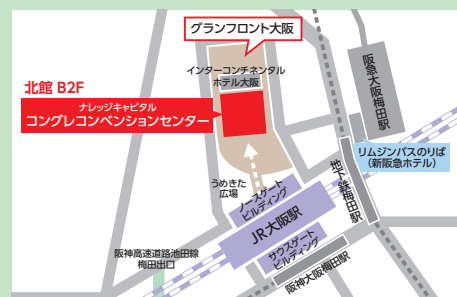 グランフロント大阪
インターコンチネンタル
ホテル大阪
北館 B2F
ナレッジキャピタル
コングレコンベンションセンター
阪急大阪梅田駅
リムジンバスのりば
（新阪急ホテル）
うめきた
広場
ノースゲート
ビルディング
地下鉄梅田駅
JR大阪駅
サウスゲート
ビルディング
阪神高速道路池田線
梅田出口
阪神大阪梅田駅